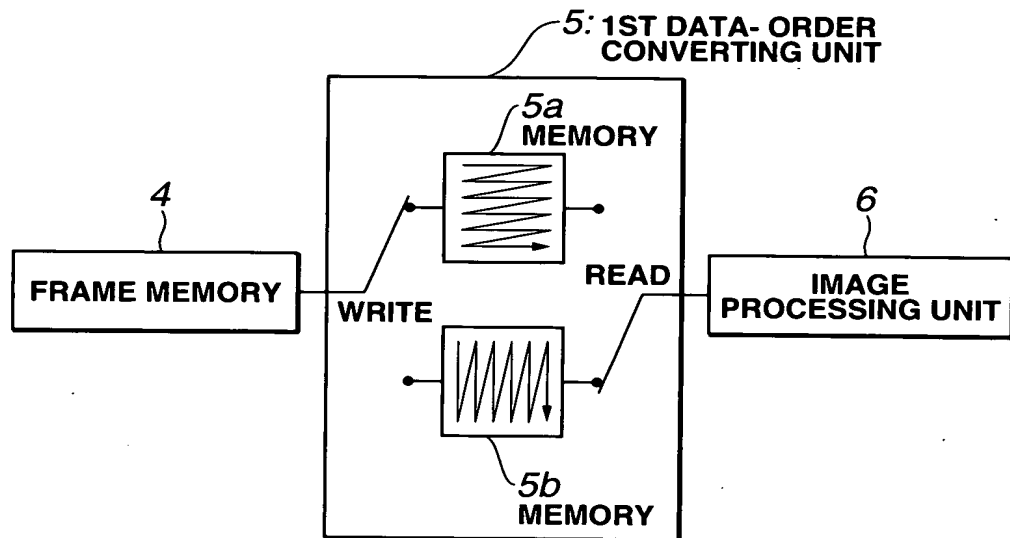 5: 1ST DATA- ORDER
CONVERTING UNIT
5a
MEMORY
4
6
FRAME MEMORY
WRITE
READ
IMAGE
PROCESSING UNIT
5b
MEMORY